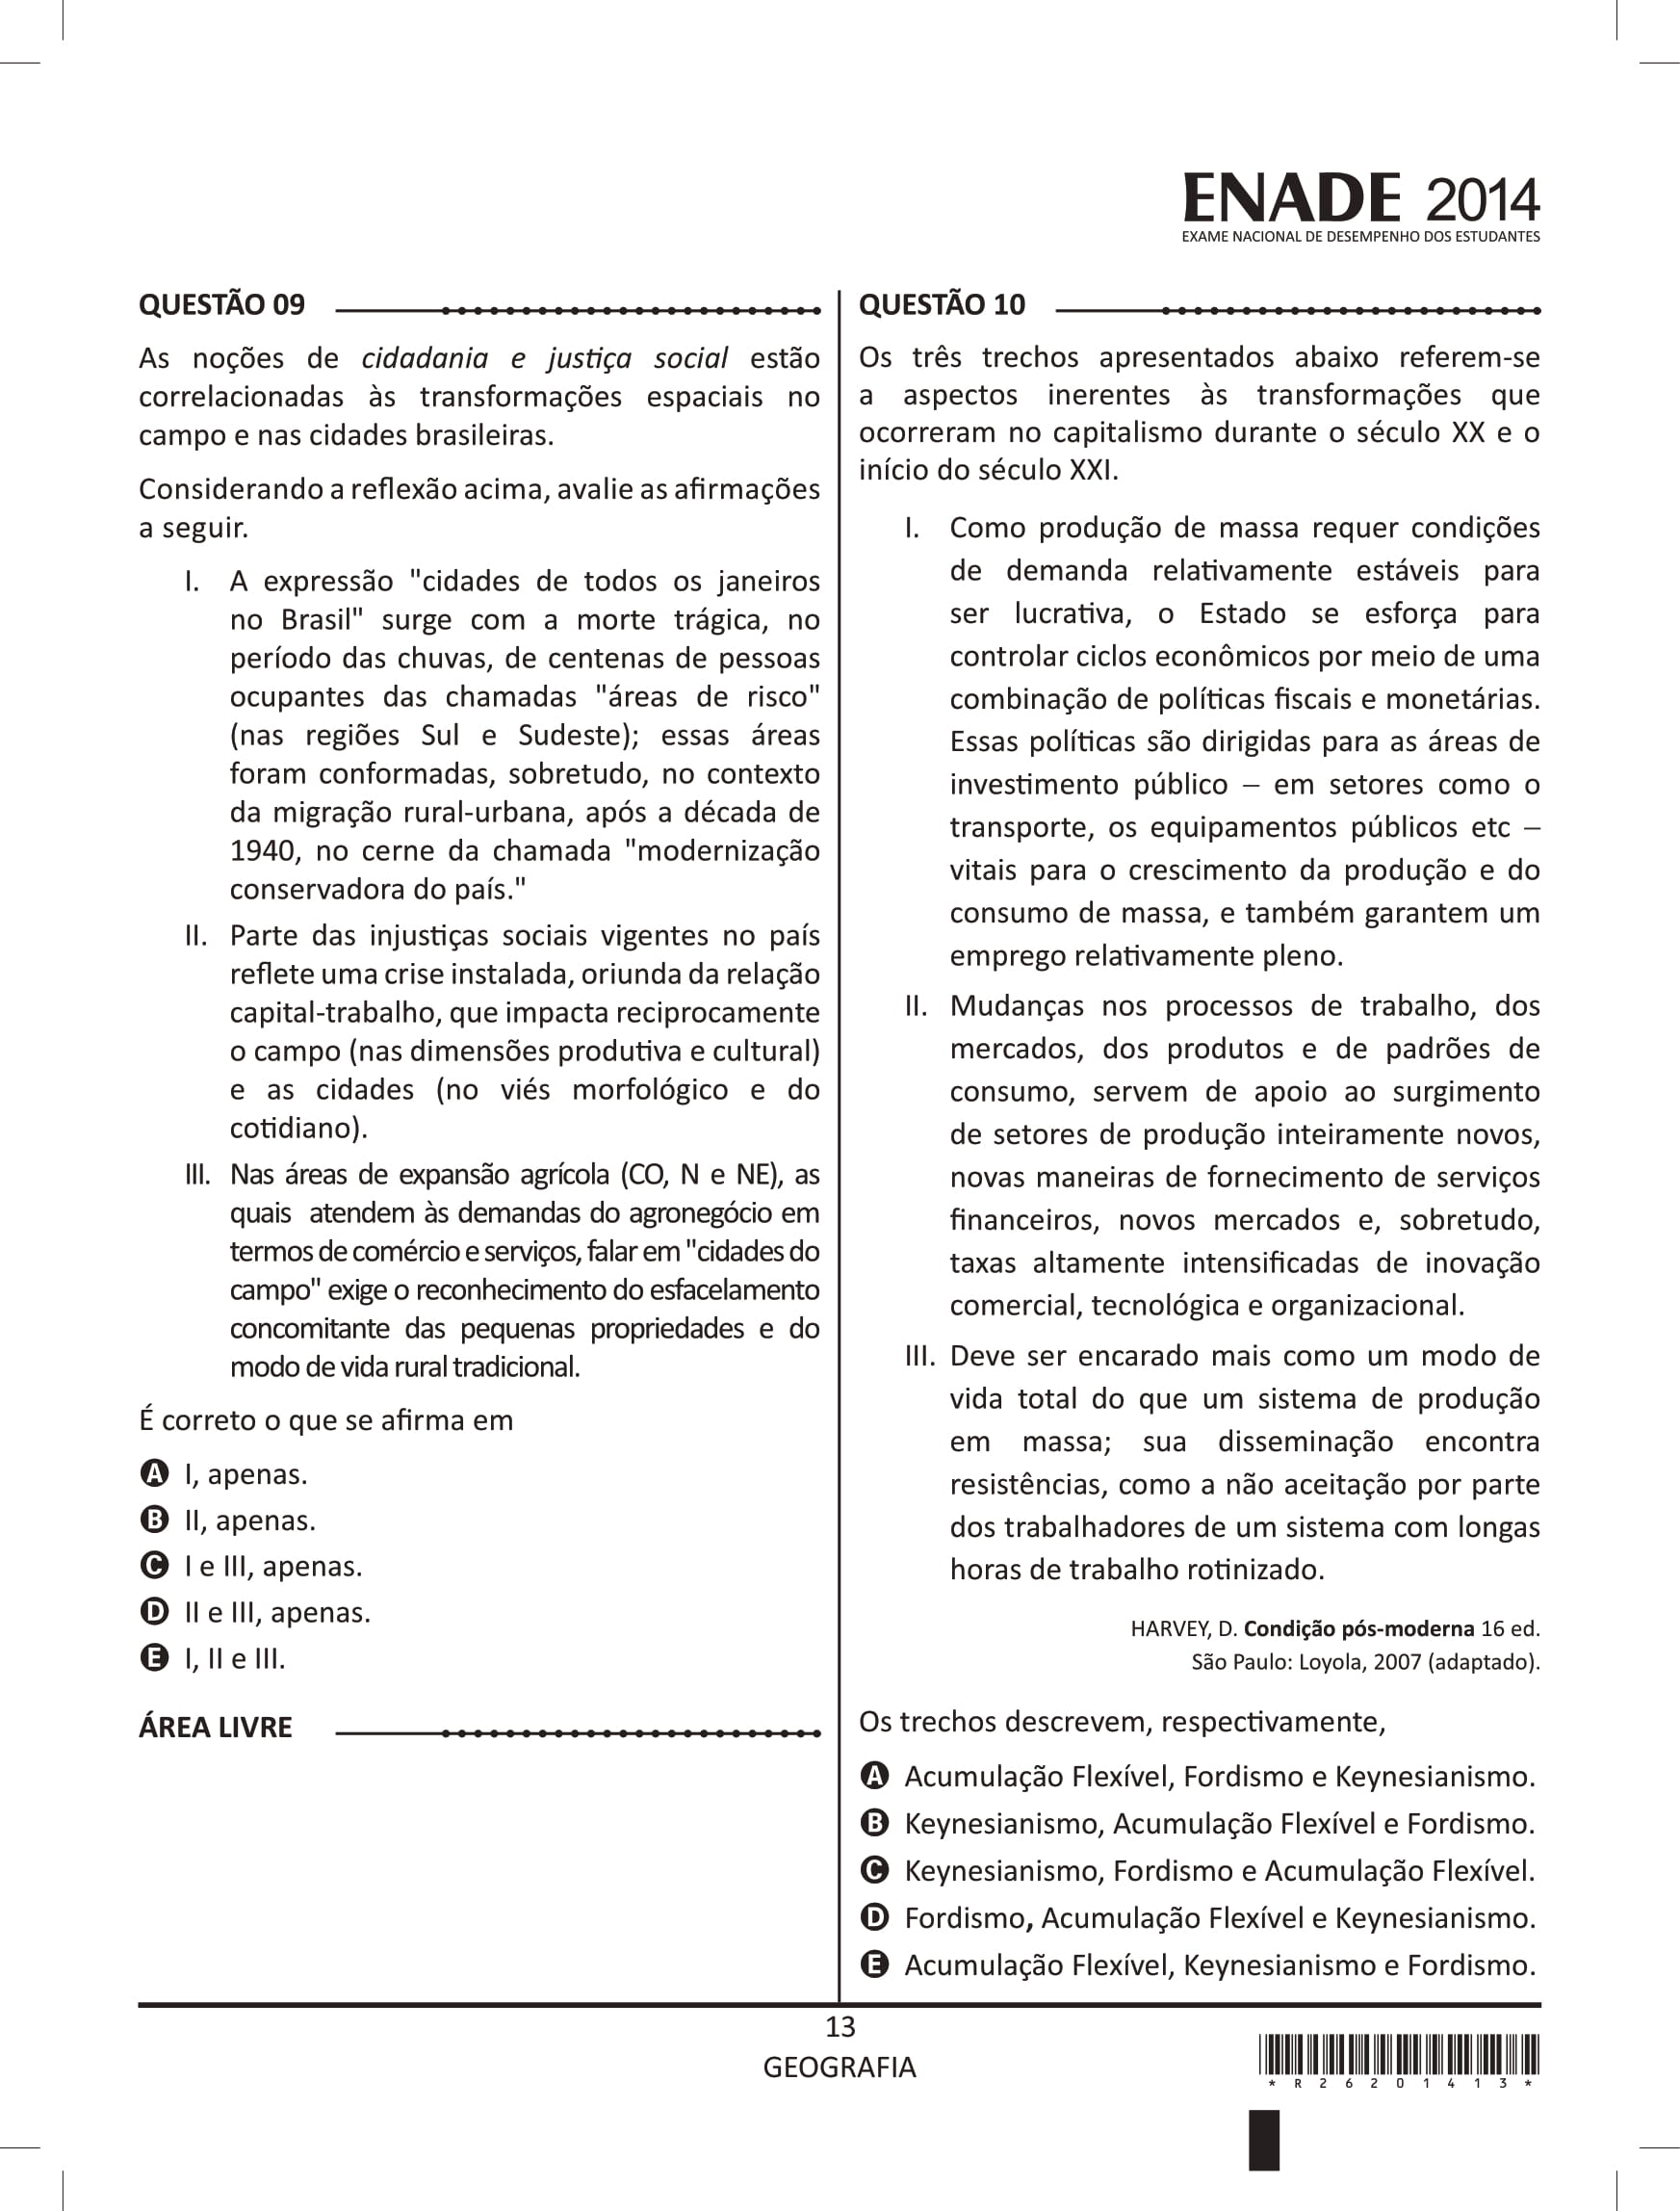 ENADE 2014
EXAME NACIONAL DE DESEMPENHO DOS ESTUDANTES
QUESTÃO 09
As noções de cidadania e justiça social estão
correlacionadas às transformações espaciais no
campo e nas cidades brasileiras.
Considerando a reflexão acima, avalie as afirmações
a seguir.
I. A expressão "cidades de todos os janeiros
no Brasil" surge com a morte trágica, no
período das chuvas, de centenas de pessoas
ocupantes das chamadas "áreas de risco"
(nas regiões Sul e Sudeste); essas áreas
foram conformadas, sobretudo, no contexto
da migração rural-urbana, após a década de
1940, no cerne da chamada "modernização
conservadora do país."
II. Parte das injustiças sociais vigentes no país
reflete uma crise instalada, oriunda da relação
capital-trabalho, que impacta reciprocamente
o campo (nas dimensões produtiva e cultural)
e as cidades (no viés morfológico e do
cotidiano).
III. Nas áreas de expansão agrícola (CO, N e NE), as
quais atendem às demandas do agronegócio em
termos de comércio e serviços, falar em "cidades do
campo" exige o reconhecimento do esfacelamento
concomitante das pequenas propriedades e do
modo de vida rural tradicional.
É correto o que se afirma em
A I, apenas.
B II, apenas.
C I e III, apenas.
D II e III, apenas.
E I, II e III.
ÁREA LIVRE
QUESTÃO 10
Os três trechos apresentados abaixo referem-se
a aspectos inerentes às transformações que
ocorreram no capitalismo durante o século XX e o
início do século XXI.
I. Como produção de massa requer condições
de demanda relativamente estáveis para
ser lucrativa, o Estado se esforça para
controlar ciclos econômicos por meio de uma
combinação de políticas fiscais e monetárias.
Essas políticas são dirigidas para as áreas de
investimento público – em setores como o
transporte, os equipamentos públicos etc –
vitais para o crescimento da produção e do
consumo de massa, e também garantem um
emprego relativamente pleno.
II. Mudanças nos processos de trabalho, dos
mercados, dos produtos e de padrões de
consumo, servem de apoio ao surgimento
de setores de produção inteiramente novos,
novas maneiras de fornecimento de serviços
financeiros, novos mercados e, sobretudo,
taxas altamente intensificadas de inovação
comercial, tecnológica e organizacional.
III. Deve ser encarado mais como um modo de
vida total do que um sistema de produção
em massa; sua disseminação encontra
resistências, como a não aceitação por parte
dos trabalhadores de um sistema com longas
horas de trabalho rotinizado.
HARVEY, D. Condição pós-moderna 16 ed.
São Paulo: Loyola, 2007 (adaptado).
Os trechos descrevem, respectivamente,
A Acumulação Flexível, Fordismo e Keynesianismo.
B Keynesianismo, Acumulação Flexível e Fordismo.
C Keynesianismo, Fordismo e Acumulação Flexível.
D Fordismo, Acumulação Flexível e Keynesianismo.
E Acumulação Flexível, Keynesianismo e Fordismo.
13
GEOGRAFIA
*R26201413*